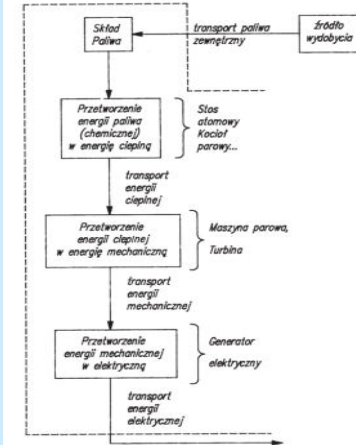 Skład
Paliwa
transport paliwa
zewnętrzny
źródło
wydobycia
Przetworzenie
energii paliwa
(chemicznej)
w energię cieplną
Stos
atomowy
Kocioł
parowy...
transport
energii
cieplnej
Przetworzenie
energii cieplnej
w energię mechaniczną
Maszyna parowa,
Turbina
transport
energii
mechanicznej
Przetworzenie
energii mechanicznej
w elektryczną
Generator
elektryczny
transport
energii
elektrycznej